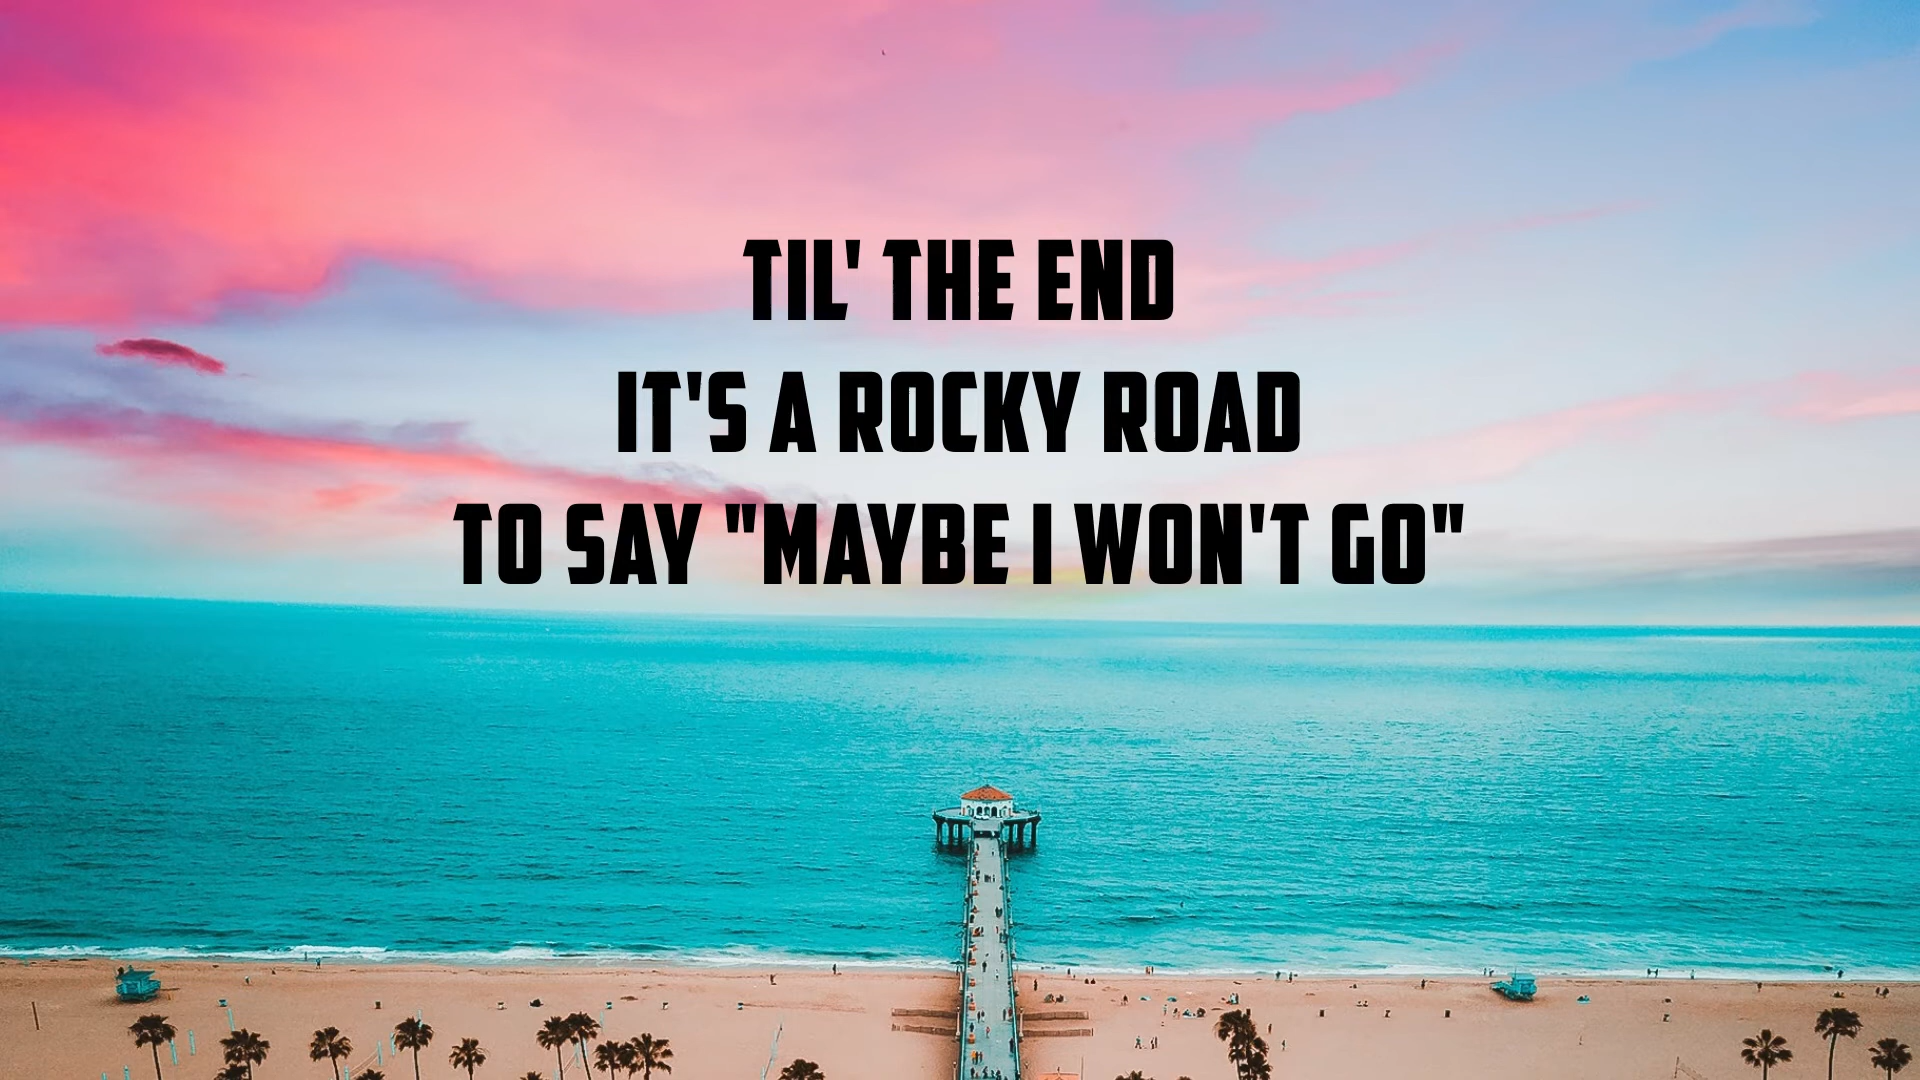 TIL' THE END
IT'S A ROCKY ROAD
TO SAY "MAYBE I WON'T GO"